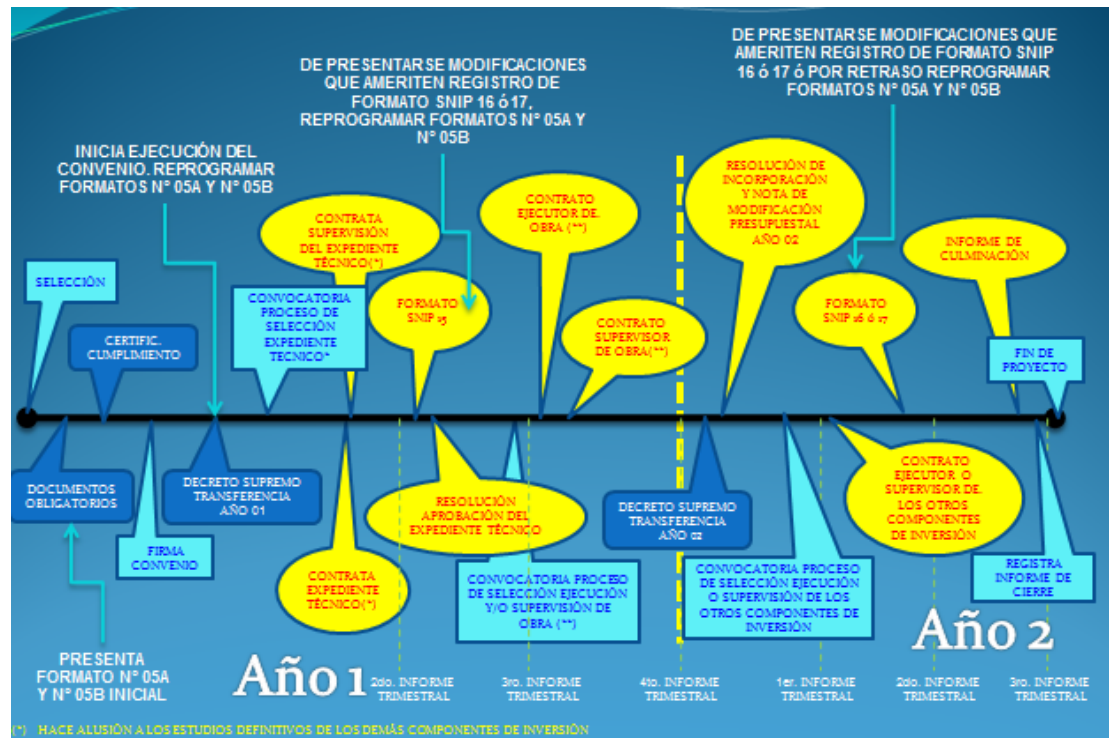 DE PRESENTARSE MODIFICACIONES
QUE AMERITEN REGISTRO DE
FORMATO SNIP 16 ó 17,
REPROGRAMAR FORMATOS N° 05A Y
N° 05B
DE PRESENTARSE MODIFICACIONES QUE
AMERITEN REGISTRO DE FORMATO SNIP
16 ó 17 ó POR RETRASO REPROGRAMAR
FORMATOS N° 05A Y N° 05B
INICIA EJECUCIÓN DEL
CONVENIO. REPROGRAMAR
FORMATOS N° 05A Y N° 05B
SELECCIÓN
CERTIFIC.
CUMPLIMIENTO
CONTRATA
SUPERVISIÓN
DEL EXPEDIENTE
TÉCNICO(*)
CONVOCATORIA
PROCESO DE
SELECCIÓN
EXPEDIENTE
TECNICO*
FORMATO
SNIP 15
CONTRATO
EJECUTOR DE.
OBRA (**)
CONTRATO
SUPERVISOR
DE OBRA(**)
RESOLUCIÓN DE
INCORPORACIÓN
Y NOTA DE
MODIFICACIÓN
PRESUPUESTAL
AÑO 02
FORMATO
SNIP 16 ó 17
INFORME DE
CULMINACIÓN
FIN DE
PROYECTO
DOCUMENTOS
OBLIGATORIOS
FIRMA
CONVENIO
DECRETO SUPREMO
TRANSFERENCIA
AÑO 01
CONTRATA
EXPEDIENTE
TÉCNICO(*)
RESOLUCIÓN
APROBACIÓN DEL
EXPEDIENTE TÉCNICO
CONVOCATORIA PROCESO
DE SELECCIÓN EJECUCIÓN
Y/O SUPERVISIÓN DE
OBRA (**)
DECRETO SUPREMO
TRANSFERENCIA
AÑO 02
CONVOCATORIA PROCESO
DE SELECCIÓN EJECUCIÓN
O SUPERVISIÓN DE LOS
OTROS COMPONENTES DE
INVERSIÓN
CONTRATO
EJECUTOR O
SUPERVISOR DE.
LOS OTROS
COMPONENTES
DE INVERSIÓN
REGISTRA
INFORME DE
CIERRE
PRESENTA
FORMATO N° 05A
Y N° 05B INICIAL
Año 1
Año 2
2do. INFORME
TRIMESTRAL
3ro. INFORME
TRIMESTRAL
4to. INFORME
TRIMESTRAL
1er. INFORME
TRIMESTRAL
2do. INFORME
TRIMESTRAL
3ro. INFORME
TRIMESTRAL
(*) HACE ALUSIÓN A LOS ESTUDIOS DEFINITIVOS DE LOS DEMÁS COMPONENTES DE INVERSIÓN